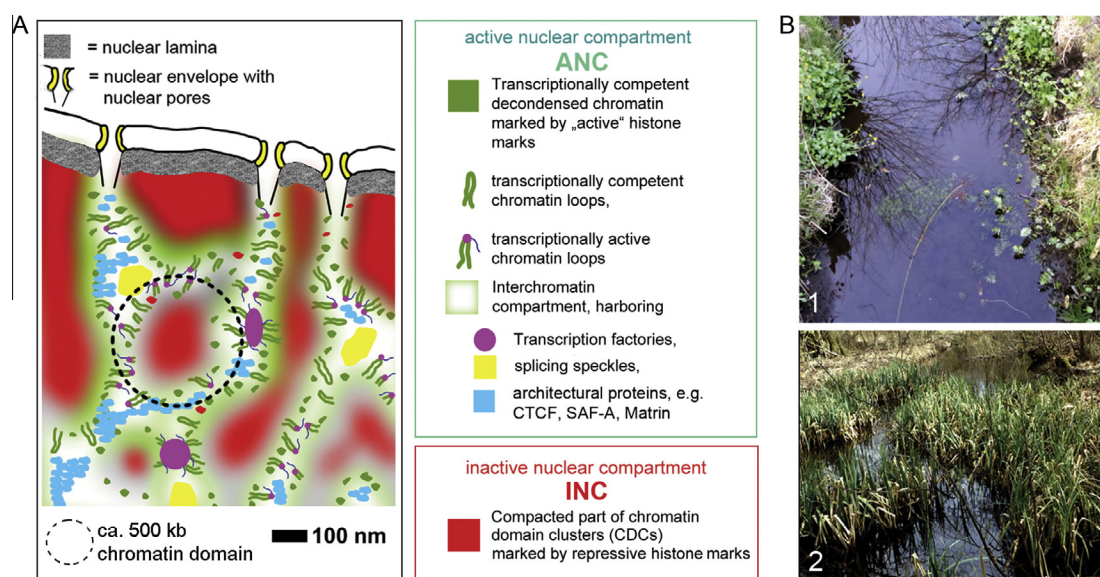 A
= nuclear lamina
= nuclear envelope with
nuclear pores
ca. 500 kb
chromatin domain
100 nm
active nuclear compartment
ANC
Transcriptionally competent
decondensed chromatin
marked by „active“ histone
marks
transcriptionally competent
chromatin loops,
transcriptionally active
chromatin loops
Interchromatin
compartment, harboring
Transcription factories,
splicing speckles,
architectural proteins, e.g.
CTCF, SAF-A, Matrin
inactive nuclear compartment
INC
Compacted part of chromatin
domain clusters (CDCs)
marked by repressive histone marks
B
1
2